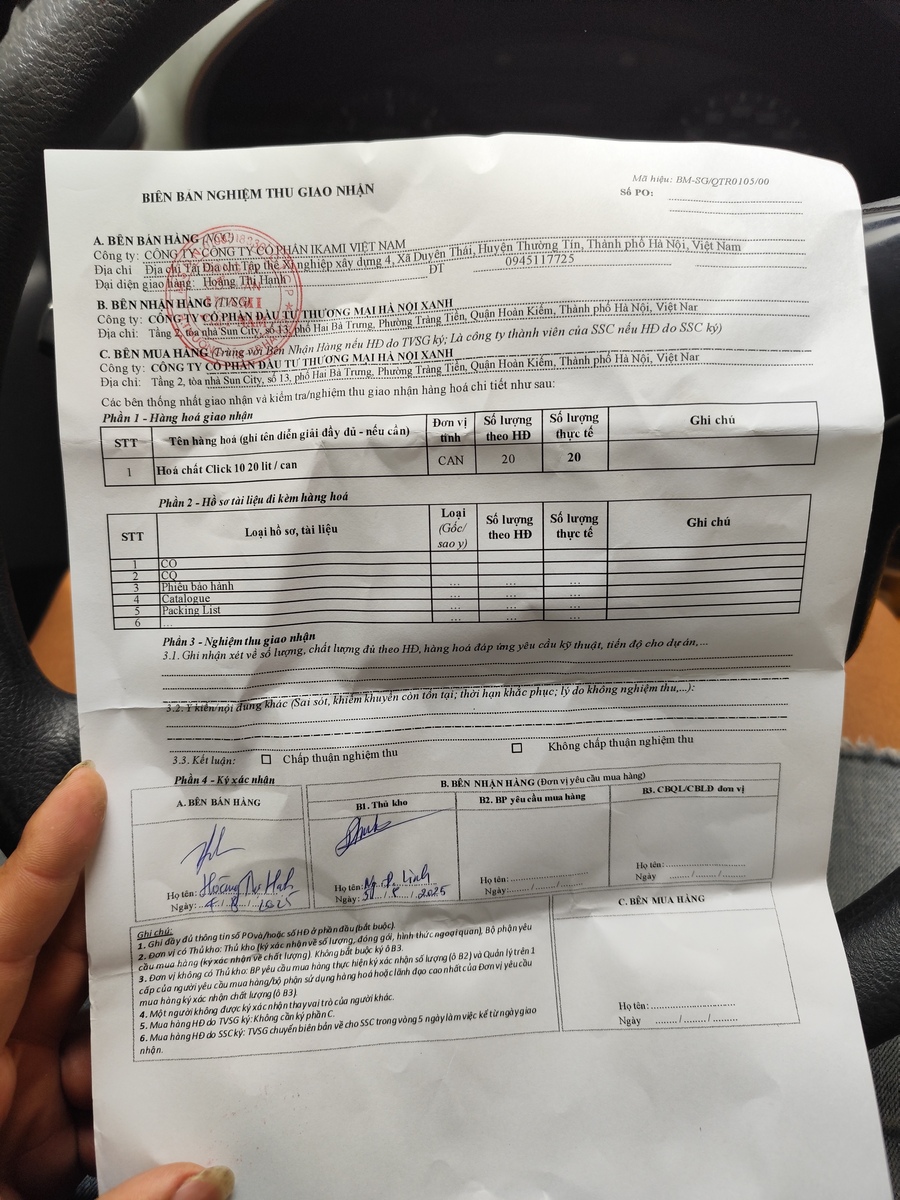 Mã hiệu: BM-SG/QTR0105/00
BIÊN BẢN NGHIỆM THU GIAO NHẬN
Số PO:
A. BÊN BÁN HÀNG (NCC)
Công ty: CÔNG TY CÔNG TY CỔ PHẦN IKAMI VIỆT NAM
Địa chỉ Địa chỉ Tại Địa chỉ Tập thể Xí nghiệp xây dựng 4, Xã Duyên Thái, Huyện Thường Tín, Thành phố Hà Nội, Việt Nam
Đại diện giao hàng: Hoàng Thị Hạnh ĐT 0945117725
B. BÊN NHẬN HÀNG (TVSG)
Công ty: CÔNG TY CỔ PHẦN ĐẦU TƯ THƯƠNG MẠI HÀ NỘI XANH
Địa chỉ: Tầng 2, tòa nhà Sun City, số 13, phố Hai Bà Trưng, Phường Tràng Tiền, Quận Hoàn Kiếm, Thành phố Hà Nội, Việt Nar
C. BÊN MUA HÀNG (Trùng với Bên Nhận Hàng nếu HĐ do TVSG ký; Là công ty thành viên của SSC nếu HĐ do SSC ký)
Công ty: CÔNG TY CỔ PHẦN ĐẦU TƯ THƯƠNG MẠI HÀ NỘI XANH
Địa chỉ: Tầng 2, tòa nhà Sun City, số 13, phố Hai Bà Trưng, Phường Tràng Tiền, Quận Hoàn Kiếm, Thành phố Hà Nội, Việt Nar
Các bên thống nhất giao nhận và kiểm tra/nghiệm thu giao nhận hàng hoá chi tiết như sau:
Phần 1 - Hàng hoá giao nhận
STT Tên hàng hoá (ghi tên diễn giải đầy đủ - nếu cần) Đơn vị tính Số lượng theo HĐ Số lượng thực tế Ghi chú
1 Hoá chất Click 10 20 lit / can CAN 20 20
Phần 2 - Hồ sơ tài liệu đi kèm hàng hoá
STT Loại hồ sơ, tài liệu Loại (Gốc/ sao y) Số lượng theo HĐ Số lượng thực tế Ghi chú
1 CO
2 CQ
3 Phiếu bảo hành ... ... ...
4 Catalogue
5 Packing List ... ... ...
6 ...
Phần 3 - Nghiệm thu giao nhận
3.1. Ghi nhận xét về số lượng, chất lượng đủ theo HĐ, hàng hoá đáp ứng yêu cầu kỹ thuật, tiến độ cho dự án,...
3.2. Ý kiến/nội dung khác (Sai sót, khiếm khuyến còn tồn tại; thời hạn khắc phục; lý do không nghiệm thu,...):
3.3. Kết luận: ☐ Chấp thuận nghiệm thu ☐ Không chấp thuận nghiệm thu
Phần 4 - Ký xác nhận
A. BÊN BÁN HÀNG
B. BÊN NHẬN HÀNG (Đơn vị yêu cầu mua hàng)
B1. Thủ kho B2. BP yêu cầu mua hàng B3. CBQL/CBLĐ đơn vị
Họ tên: Hoàng Thị Hạnh
Ngày: 4/8/2025
Họ tên: Linh
Ngày: /8/2025
Họ tên:
Ngày: ....../....../......
Họ tên:
Ngày ....../....../......
C. BÊN MUA HÀNG
Họ tên:
Ngày ....../....../......
Ghi chú:
1. Ghi đầy đủ thông tin số PO và/hoặc số HĐ ở phần đầu (bắt buộc).
2. Đơn vị có Thủ kho: Thủ kho (ký xác nhận về số lượng, đóng gói, hình thức ngoại quan), Bộ phận yêu
cầu mua hàng (ký xác nhận về chất lượng). Không bắt buộc ký ô B3.
3. Đơn vị không có Thủ kho: BP yêu cầu mua hàng thực hiện ký xác nhận số lượng (ô B2) và Quản lý trên 1
cấp của người yêu cầu mua hàng/bộ phận sử dụng hàng hoá hoặc lãnh đạo cao nhất của Đơn vị yêu cầu
mua hàng ký xác nhận chất lượng (ô B3).
4. Một người không được ký xác nhận thay vai trò của người khác.
5. Mua hàng HĐ do TVSG ký: Không cần ký phần C.
6. Mua hàng HĐ do SSC ký: TVSG chuyển biên bản về cho SSC trong vòng 5 ngày làm việc kể từ ngày giao
nhận.